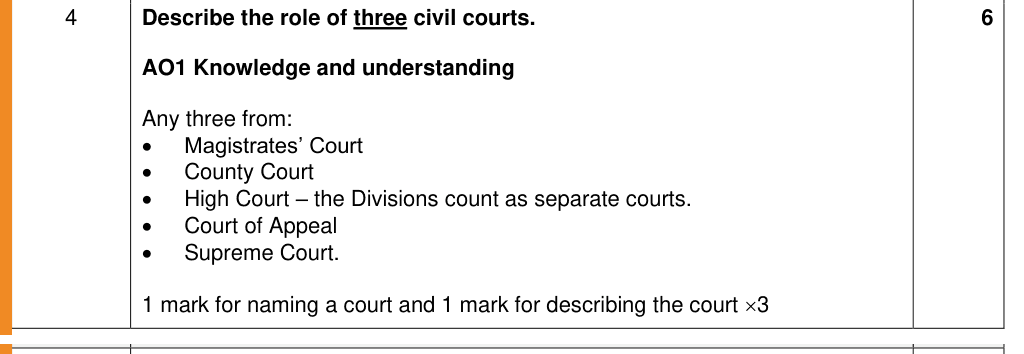 4 Describe the role of three civil courts. 6
AO1 Knowledge and understanding
Any three from:
• Magistrates’ Court
• County Court
• High Court – the Divisions count as separate courts.
• Court of Appeal
• Supreme Court.
1 mark for naming a court and 1 mark for describing the court ×3